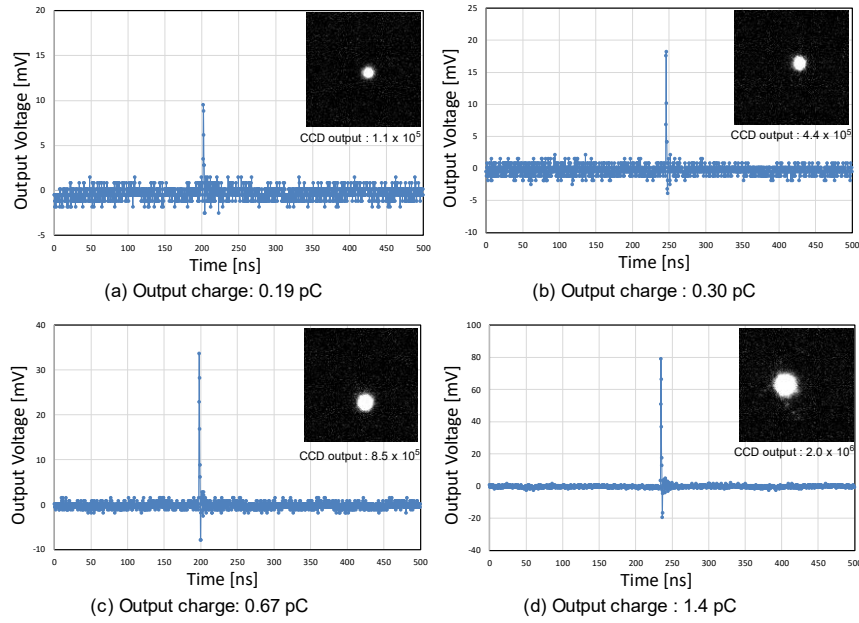 20
15
10
5
0
-5
Output Voltage [mV]
0 50 100 150 200 250 300 350 400 450 500
Time [ns]
CCD output : 1.1 x 10⁵
(a) Output charge: 0.19 pC
25
20
15
10
5
0
-5
-10
Output Voltage [mV]
0 50 100 150 200 250 300 350 400 450 500
Time [ns]
CCD output : 4.4 x 10⁵
(b) Output charge : 0.30 pC
40
30
20
10
0
-10
Output Voltage [mV]
0 50 100 150 200 250 300 350 400 450 500
Time [ns]
CCD output : 8.5 x 10⁵
(c) Output charge: 0.67 pC
100
80
60
40
20
0
-20
-40
Output Voltage [mV]
0 50 100 150 200 250 300 350 400 450 500
Time [ns]
CCD output : 2.0 x 10⁶
(d) Output charge : 1.4 pC